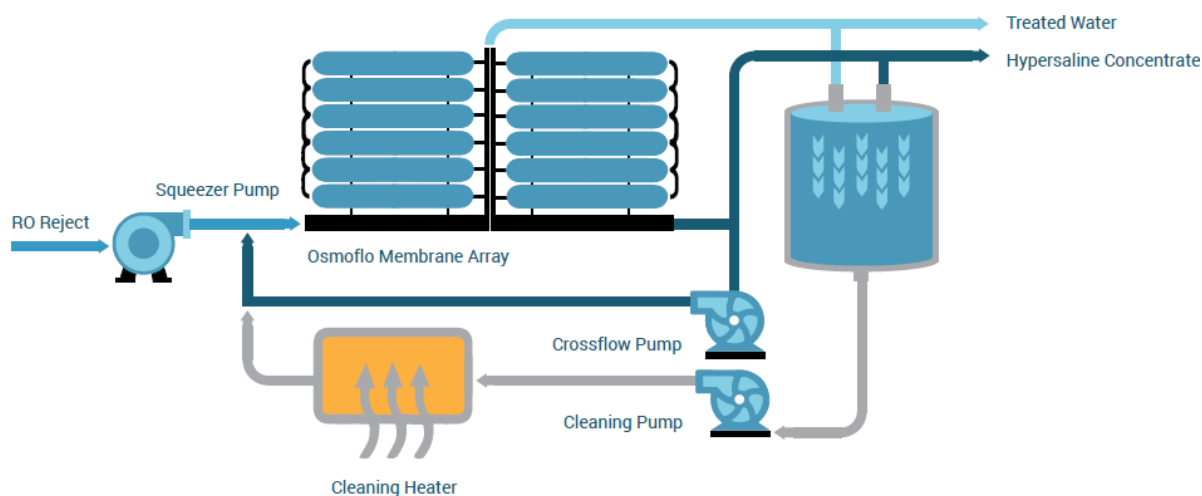 Treated Water
Hypersaline Concentrate
Squeezer Pump
RO Reject
Osmoflo Membrane Array
Crossflow Pump
Cleaning Pump
Cleaning Heater